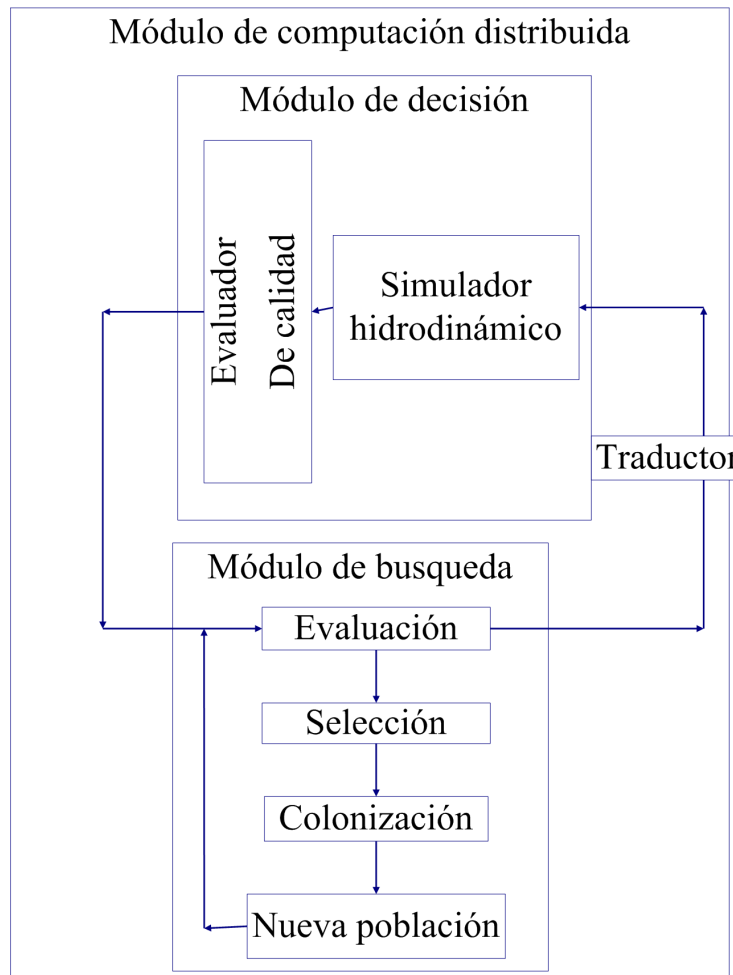 Módulo de computación distribuida
Módulo de decisión
Evaluador
De calidad
Simulador
hidrodinámico
Traductor
Módulo de busqueda
Evaluación
Selección
Colonización
Nueva población